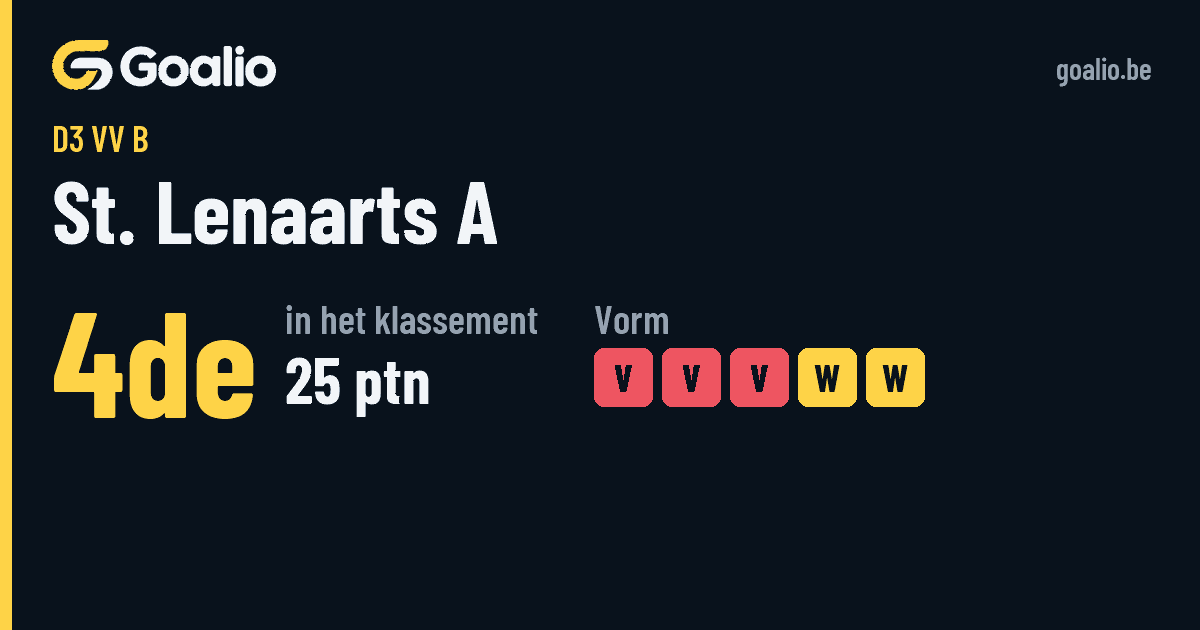 Goalio
goalio.be
D3 VV B
St. Lenaarts A
4de
in het klassement
25 ptn
Vorm
V V V W W